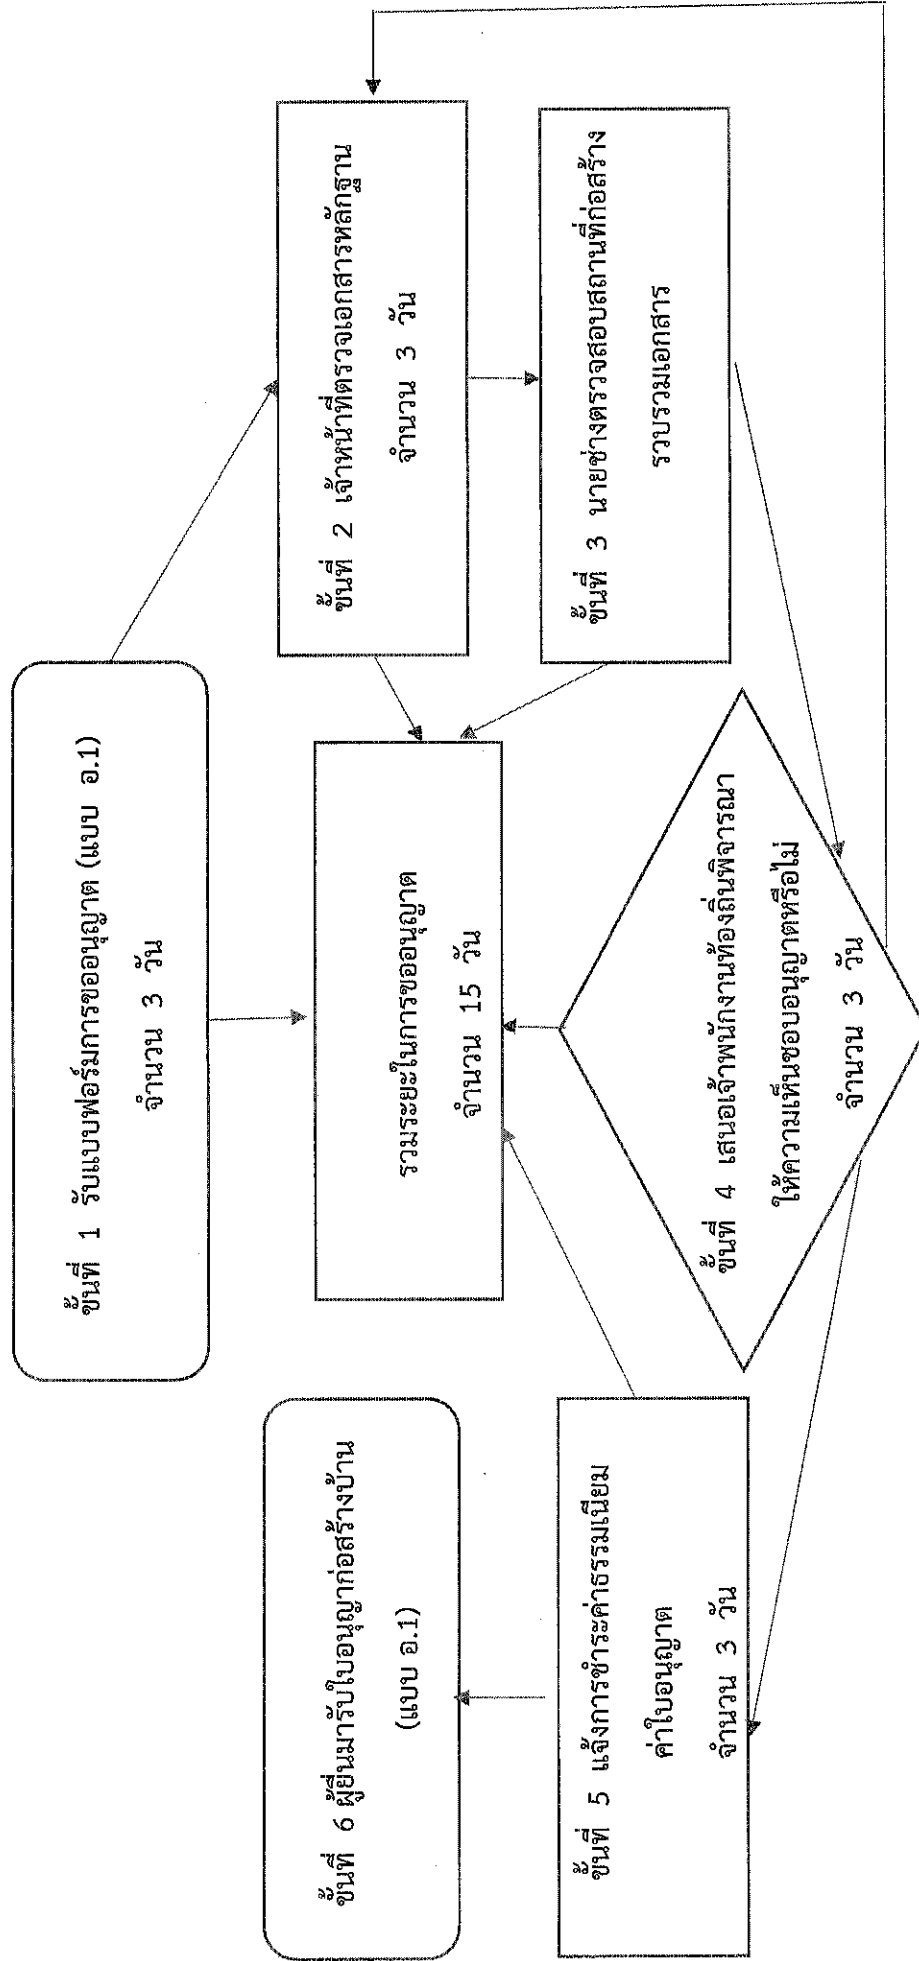 ขั้นที่ 1 รับแบบฟอร์มการขออนุญาต (แบบ อ.1)
จำนวน 3 วัน
ขั้นที่ 2 เจ้าหน้าที่ตรวจเอกสารหลักฐาน
จำนวน 3 วัน
ขั้นที่ 3 นายช่างตรวจสอบสถานที่ก่อสร้าง
รวบรวมเอกสาร
รวมระยะในการขออนุญาต
จำนวน 15 วัน
ขั้นที่ 4 เสนอเจ้าพนักงานท้องถิ่นพิจารณา
ให้ความเห็นชอบอนุญาตหรือไม่
จำนวน 3 วัน
ขั้นที่ 5 แจ้งการชำระค่าธรรมเนียม
ค่าใบอนุญาต
จำนวน 3 วัน
ขั้นที่ 6 ผู้ยื่นมารับใบอนุญาก่อสร้างบ้าน
(แบบ อ.1)